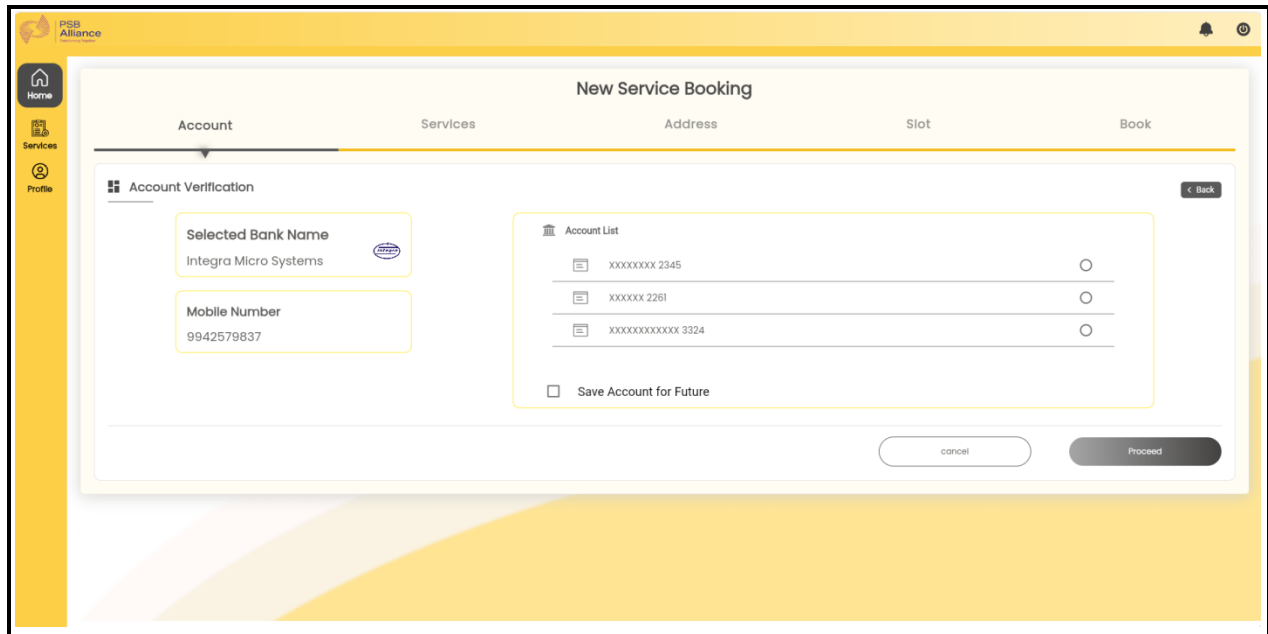 PSB
Alliance
Home
Services
Profile
New Service Booking
Account
Services
Address
Slot
Book
Account Verification
< Back
Selected Bank Name
Integra Micro Systems
integra
Mobile Number
9942579837
Account List
XXXXXXXX 2345
XXXXXX 2261
XXXXXXXXXXXX 3324
Save Account for Future
cancel
Proceed